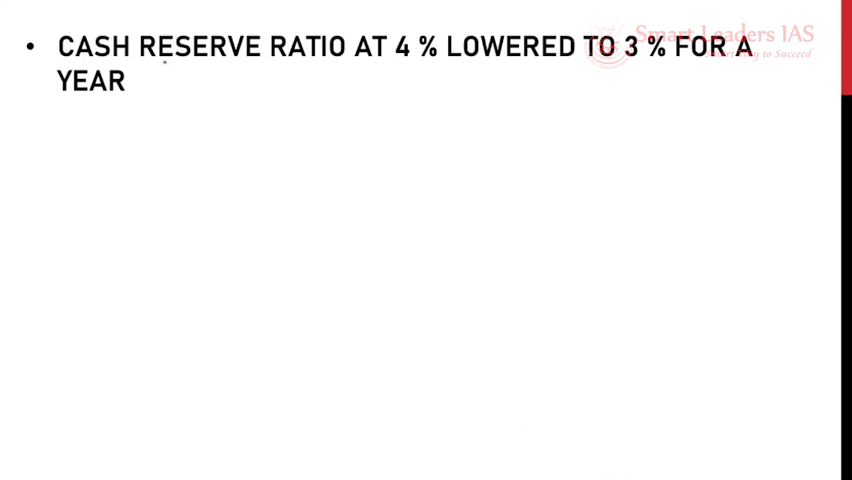 Smart Leaders IAS
• CASH RESERVE RATIO AT 4 % LOWERED TO 3 % FOR A
YEAR